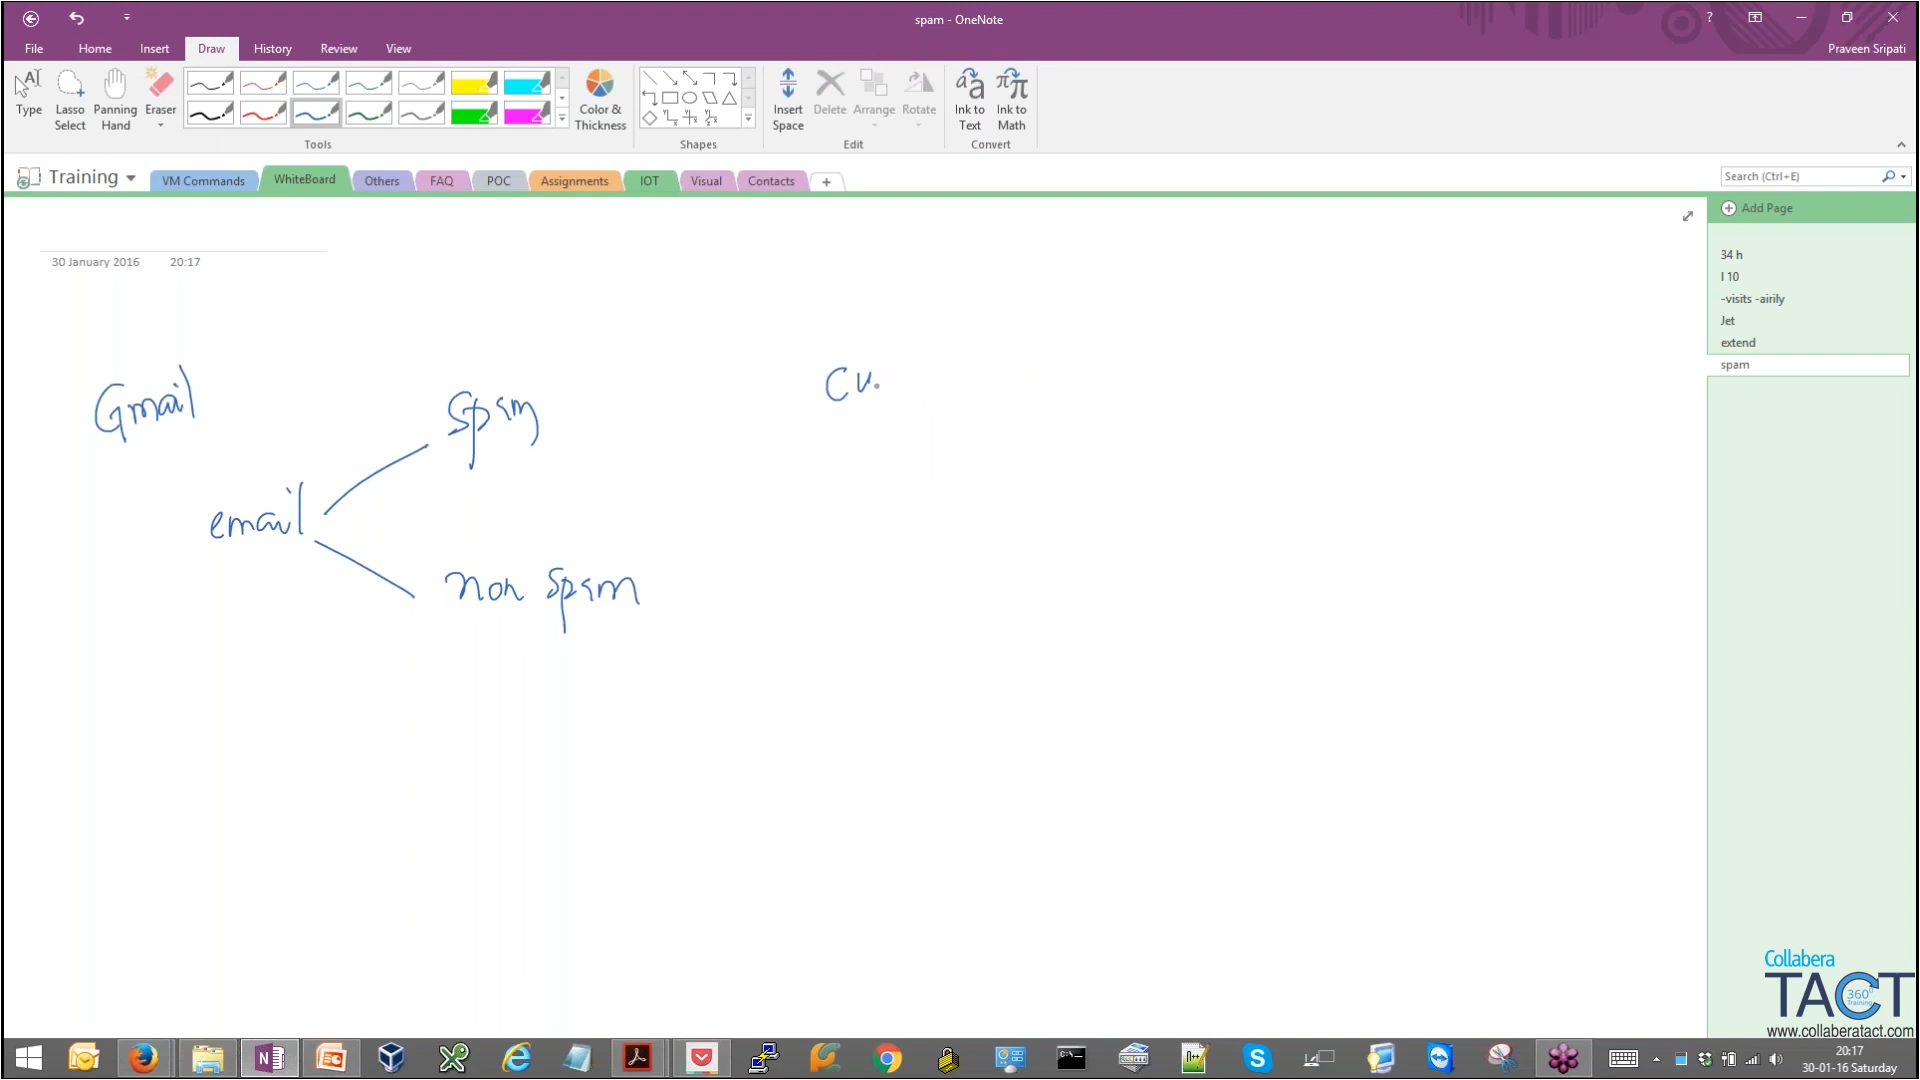 spam - OneNote
?
File Home Insert Draw History Review View
Praveen Sripati
Type
Lasso Select
Panning Hand
Eraser
Color & Thickness
Insert Space
Delete
Arrange
Rotate
Ink to Text
Ink to Math
Tools
Shapes
Edit
Convert
Training
VM Commands WhiteBoard Others FAQ POC Assignments IOT Visual Contacts +
Search (Ctrl+E)
Add Page
34 h
I 10
-visits -airily
Jet
extend
spam
30 January 2016 20:17
Gmail
Spam
email
non Spam
Cu
Collabera
TACT
360°
Training
www.collaberatact.com
20:17
30-01-16 Saturday